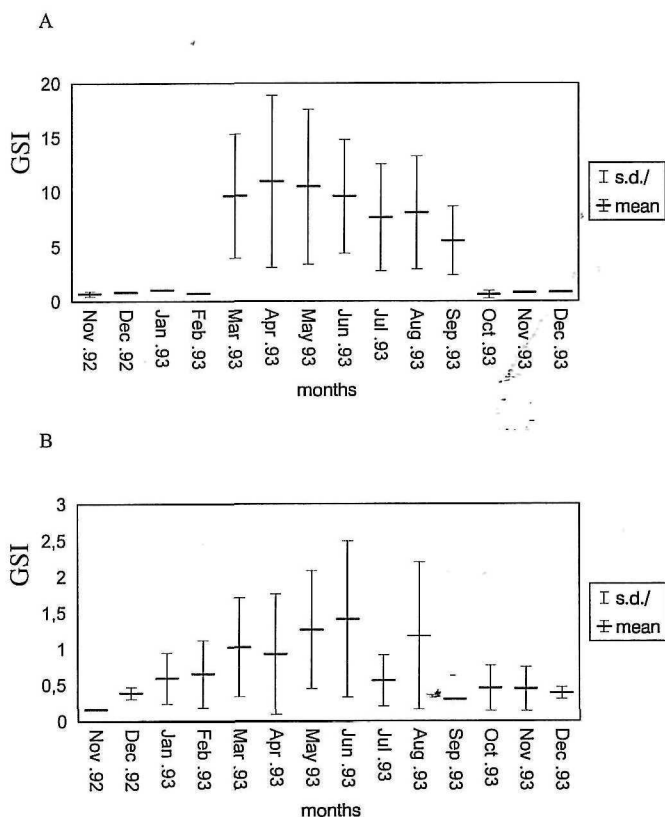 A
20
15
10
5
0
GSI
s.d./
mean
Nov .92
Dec .92
Jan .93
Feb .93
Mar .93
Apr .93
May 93
Jun .93
Jul .93
Aug .93
Sep .93
Oct .93
Nov .93
Dec .93
months
B
3
2,5
2
1,5
1
0,5
0
GSI
s.d./
mean
Nov .92
Dec .92
Jan .93
Feb .93
Mar .93
Apr .93
May 93
Jun .93
Jul .93
Aug .93
Sep .93
Oct .93
Nov .93
Dec .93
months